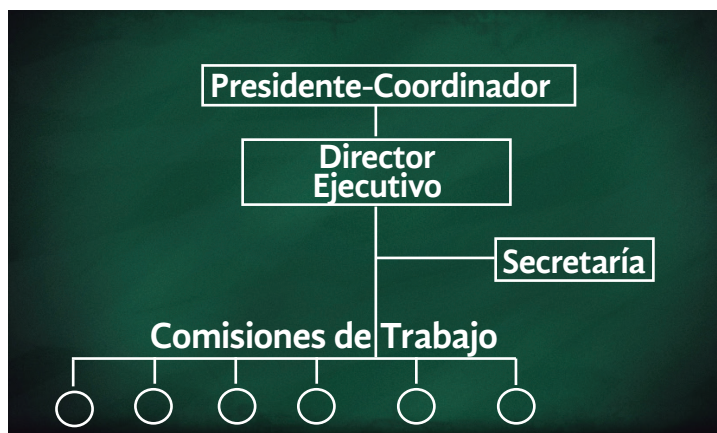 Presidente-Coordinador
Director
Ejecutivo
Secretaría
Comisiones de Trabajo